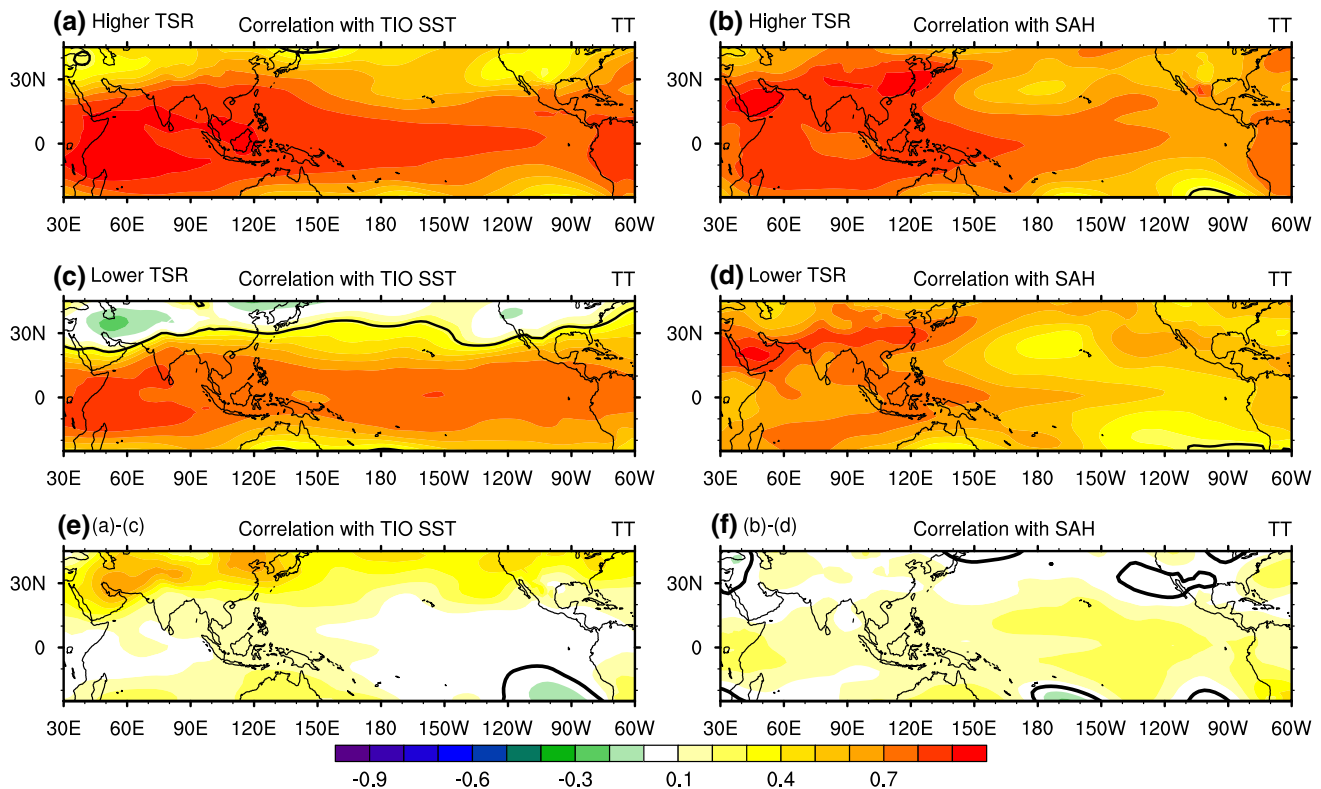 (a) Higher TSR Correlation with TIO SST TT
(b) Higher TSR Correlation with SAH TT
30N
0
30E 60E 90E 120E 150E 180 150W 120W 90W 60W
30N
0
30E 60E 90E 120E 150E 180 150W 120W 90W 60W
(c) Lower TSR Correlation with TIO SST TT
(d) Lower TSR Correlation with SAH TT
30N
0
30E 60E 90E 120E 150E 180 150W 120W 90W 60W
30N
0
30E 60E 90E 120E 150E 180 150W 120W 90W 60W
(e) (a)-(c) Correlation with TIO SST TT
(f) (b)-(d) Correlation with SAH TT
30N
0
30E 60E 90E 120E 150E 180 150W 120W 90W 60W
30N
0
30E 60E 90E 120E 150E 180 150W 120W 90W 60W
-0.9 -0.6 -0.3 0.1 0.4 0.7